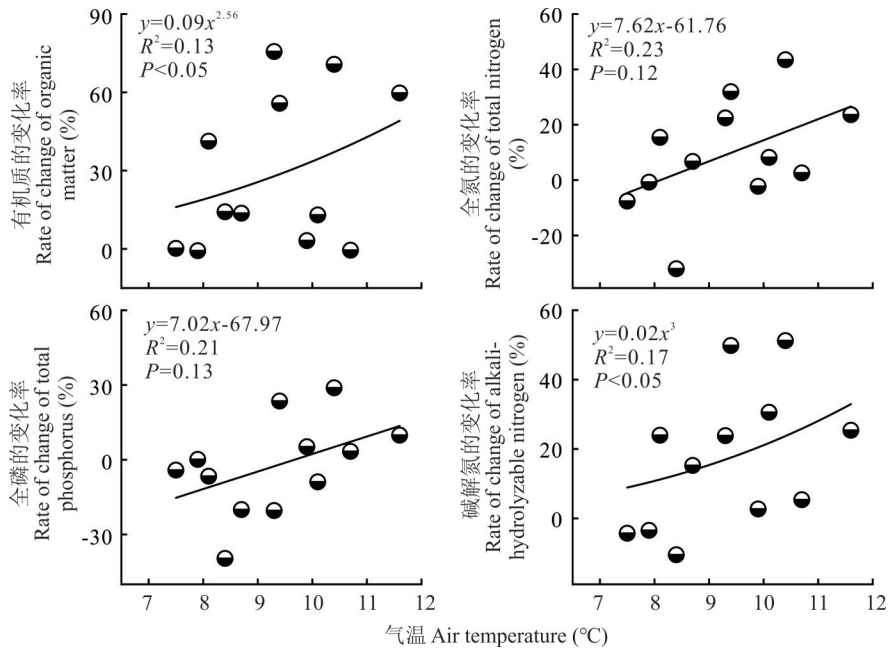 有机质的变化率
Rate of change of organic
matter (%)
90
60
30
0
y=0.09x^2.56
R²=0.13
P<0.05
全氮的变化率
Rate of change of total nitrogen
(%)
60
40
20
0
-20
y=7.62x-61.76
R²=0.23
P=0.12
全磷的变化率
Rate of change of total
phosphorus (%)
60
30
0
-30
y=7.02x-67.97
R²=0.21
P=0.13
7 8 9 10 11 12
碱解氮的变化率
Rate of change of alkali-
hydrolyzable nitrogen (%)
60
40
20
0
y=0.02x³
R²=0.17
P<0.05
7 8 9 10 11 12
气温 Air temperature (℃)